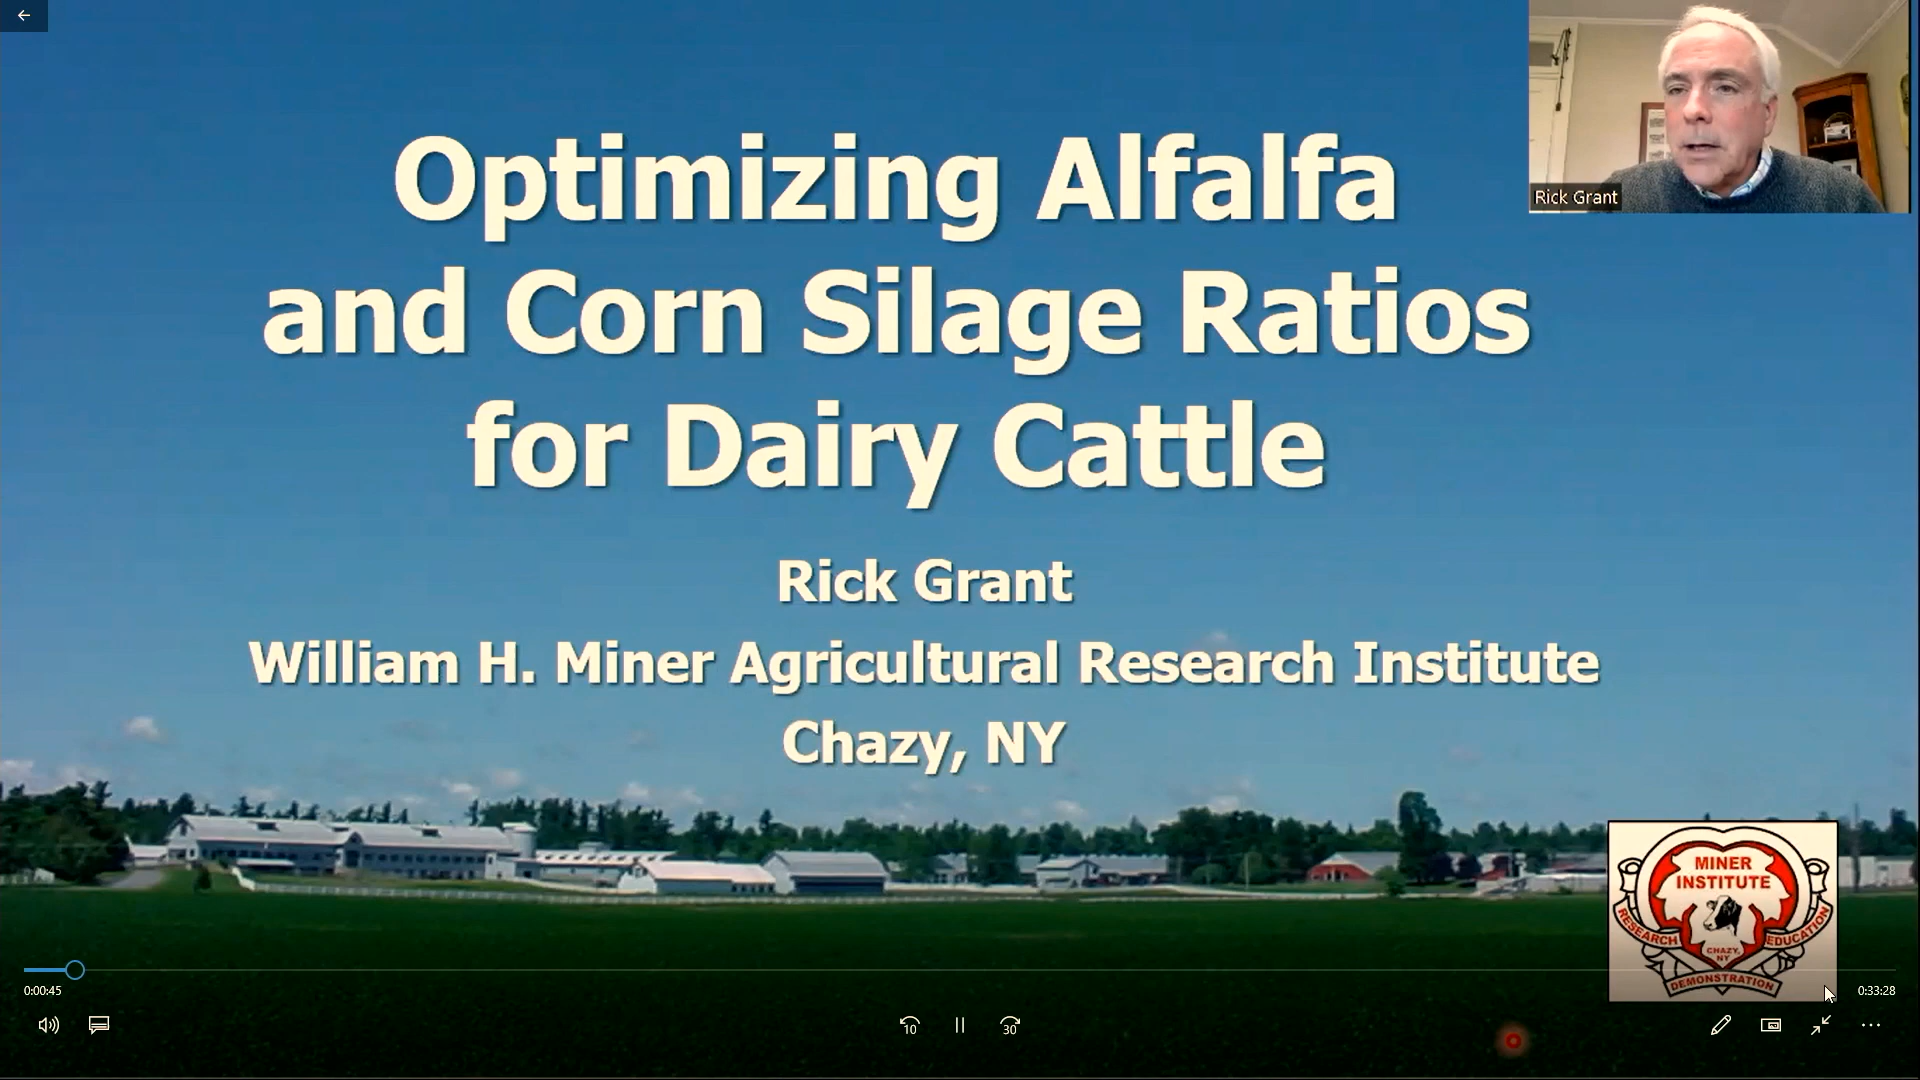 Optimizing Alfalfa
and Corn Silage Ratios
for Dairy Cattle
Rick Grant
Rick Grant
William H. Miner Agricultural Research Institute
Chazy, NY
MINER
INSTITUTE
RESEARCH
EDUCATION
CHAZY,
NY
DEMONSTRATION
0:00:45
0:33:28
10
30